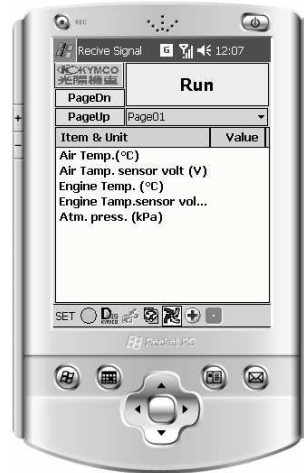 REC
Recive Signal G 12:07
KYMCO
光陽機車
Run
PageDn
PageUp Page01
Item & Unit Value
Air Temp.(°C)
Air Tamp. sensor volt (V)
Engine Temp. (°C)
Engine Tamp.sensor vol...
Atm. press. (kPa)
SET
KYMCO
Pocket PC